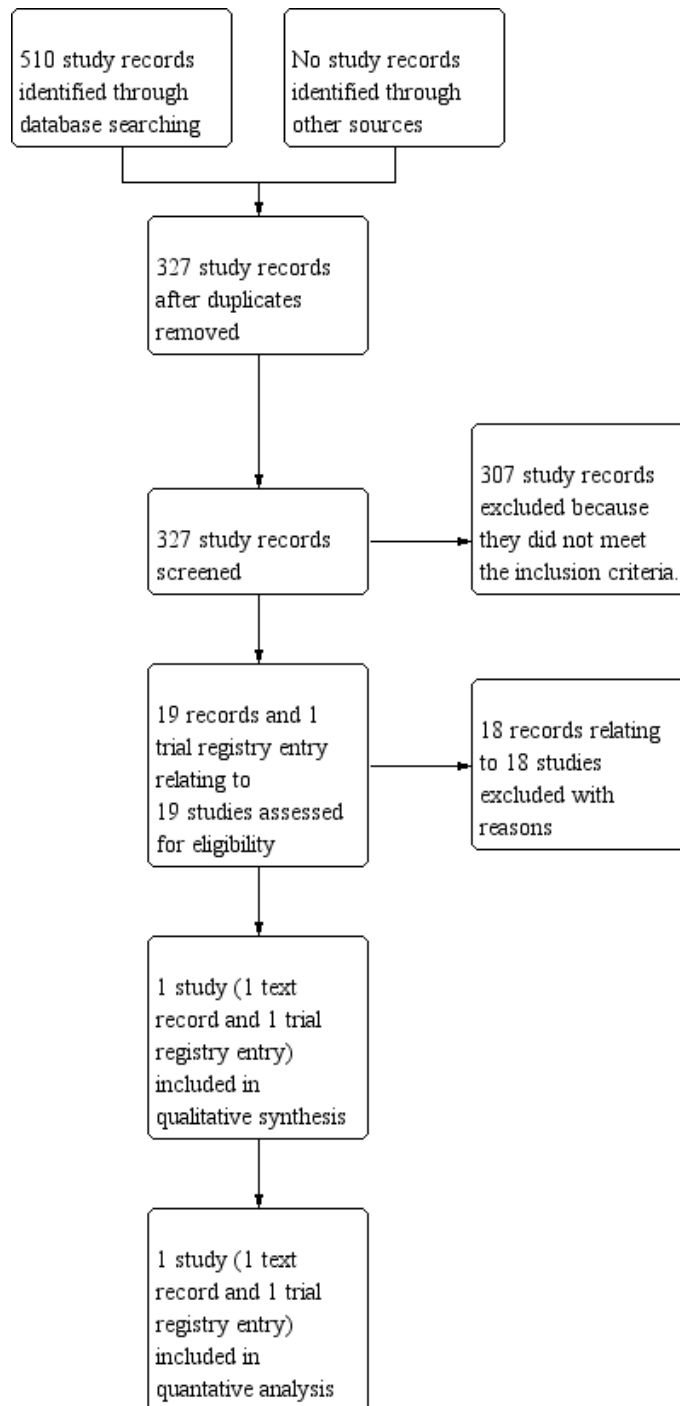 510 study records
identified through
database searching
No study records
identified through
other sources
327 study records
after duplicates
removed
327 study records
screened
307 study records
excluded because
they did not meet
the inclusion criteria.
19 records and 1
trial registry entry
relating to
19 studies assessed
for eligibility
18 records relating
to 18 studies
excluded with
reasons
1 study (1 text
record and 1 trial
registry entry)
included in
qualitative synthesis
1 study (1 text
record and 1 trial
registry entry)
included in
quantative analysis